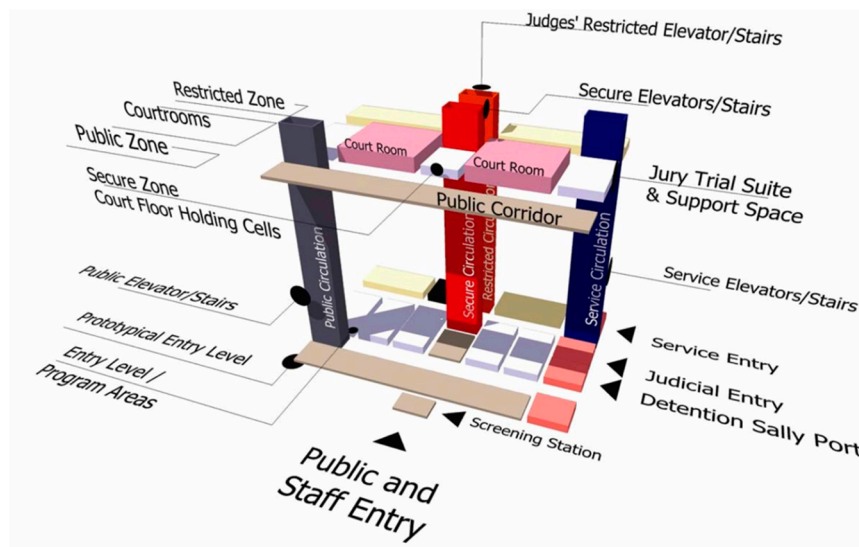 Judges' Restricted Elevator/Stairs
Restricted Zone
Secure Elevators/Stairs
Courtrooms
Public Zone
Court Room
Court Room
Secure Zone
Court Floor Holding Cells
Jury Trial Suite
& Support Space
Public Corridor
Public Circulation
Secure Circulation
Restricted
Service Circulation
Public Elevator/Stairs
Service Elevators/Stairs
Prototypical Entry Level
Entry Level /
Program Areas
Service Entry
Judicial Entry
Detention Sally Port
Screening Station
Public and
Staff Entry